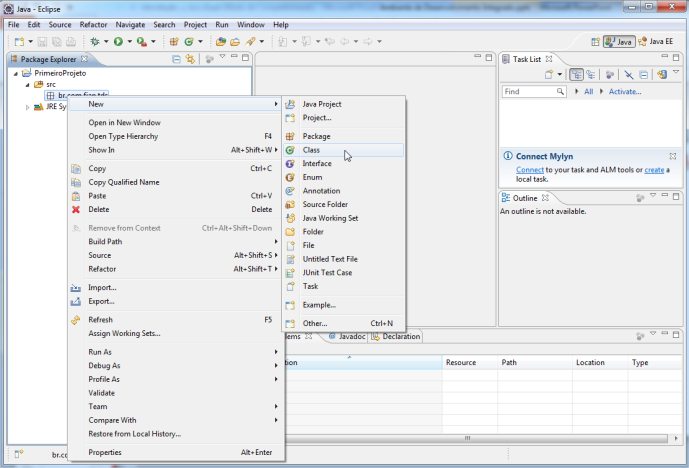 Java - Eclipse
File Edit Source Refactor Navigate Search Project Run Window Help
Java Java EE
Package Explorer
PrimeiroProjeto
src
br.com.fiap.tds
JRE Sy
New
Open in New Window
Open Type Hierarchy F4
Show In Alt+Shift+W
Copy Ctrl+C
Copy Qualified Name
Paste Ctrl+V
Delete Delete
Remove from Context Ctrl+Alt+Shift+Down
Build Path
Source Alt+Shift+S
Refactor Alt+Shift+T
Import...
Export...
Refresh F5
Assign Working Sets...
Run As
Debug As
Profile As
Validate
Team
Compare With
Restore from Local History...
Properties Alt+Enter
Java Project
Project...
Package
Class
Interface
Enum
Annotation
Source Folder
Java Working Set
Folder
File
Untitled Text File
JUnit Test Case
Task
Example...
Other... Ctrl+N
Task List
Find All Activate...
Connect Mylyn
Connect to your task and ALM tools or create a local task.
Outline
An outline is not available.
lems Javadoc Declaration
tion Resource Path Location Type
br.com